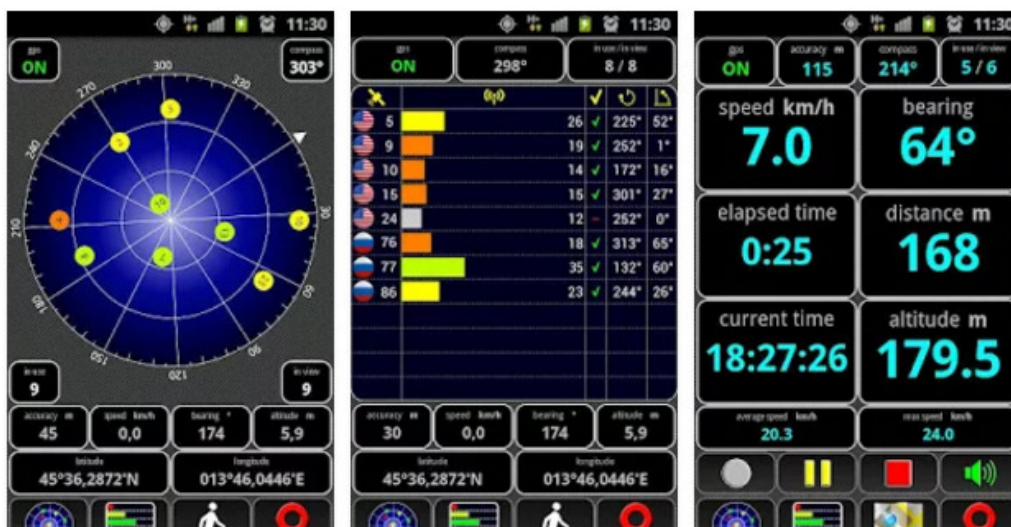 11:30
gps
ON
compass
303°
300
270
330
240
210
30
180
60
150
90
120
in use
9
in view
9
accuracy m
45
speed km/h
0,0
bearing °
174
altitude m
5,9
latitude
45°36,2872'N
longitude
013°46,0446'E
11:30
gps
ON
compass
298°
in use / in view
8 / 8
5 26 225° 52°
9 19 252° 1°
10 14 172° 16°
15 15 301° 27°
24 12 252° 0°
76 18 313° 65°
77 35 132° 60°
86 23 244° 26°
accuracy m
30
speed km/h
0,0
bearing °
174
altitude m
5,9
latitude
45°36,2872'N
longitude
013°46,0446'E
11:30
gps
ON
accuracy m
115
compass
214°
in use / in view
5 / 6
speed km/h
7.0
bearing
64°
elapsed time
0:25
distance m
168
current time
18:27:26
altitude m
179.5
average speed km/h
20.3
max speed km/h
24.0